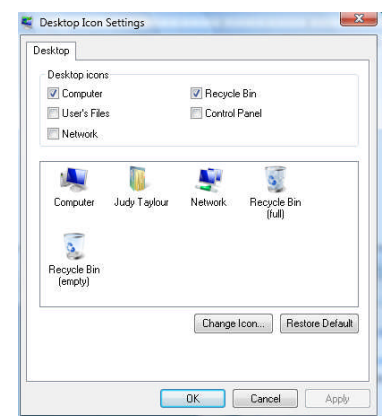 Desktop Icon Settings
Desktop
Desktop icons
Computer
Recycle Bin
User's Files
Control Panel
Network
Computer
Judy Taylour
Network
Recycle Bin
(full)
Recycle Bin
(empty)
Change Icon...
Restore Default
OK
Cancel
Apply